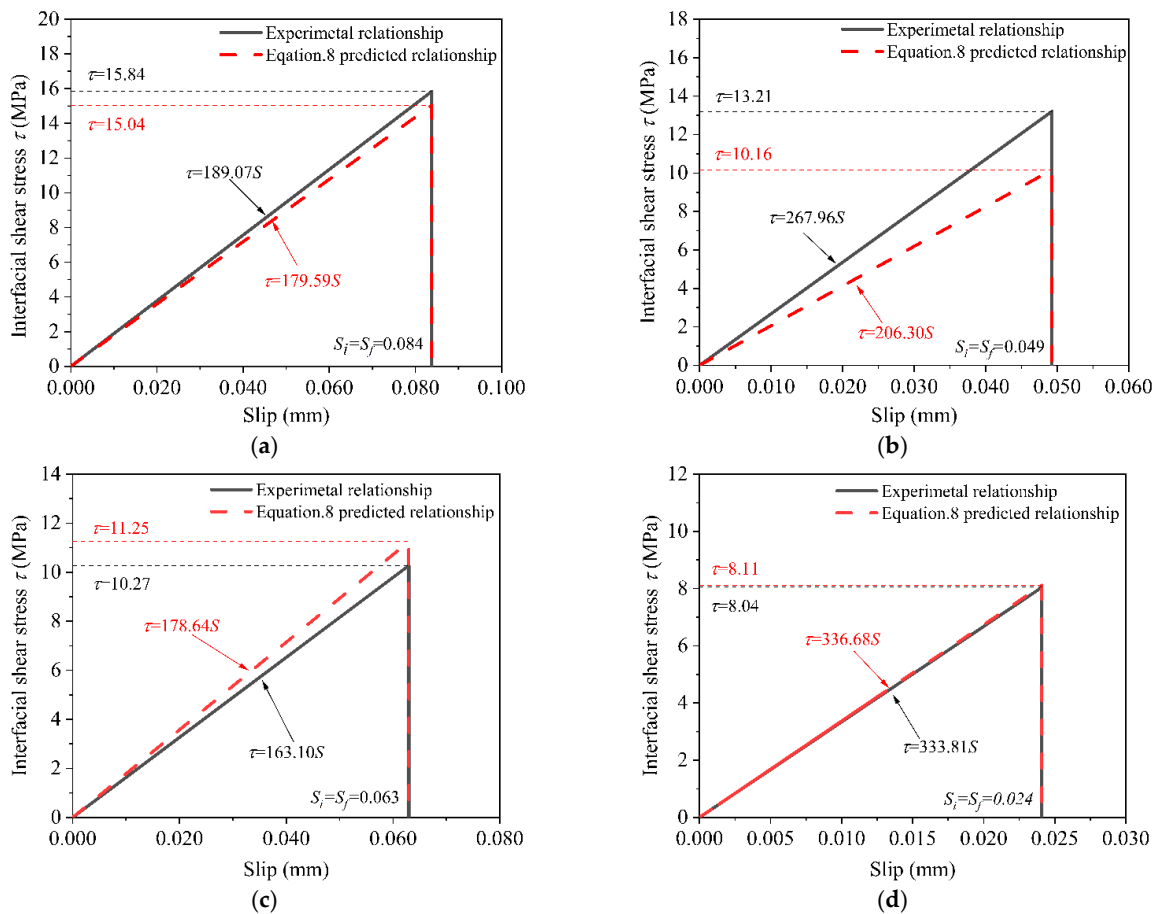 20
18
16
14
12
10
8
6
4
2
0
Interfacial shear stress τ (MPa)
Experimetal relationship
Eqation.8 predicted relationship
τ=15.84
τ=15.04
τ=189.07S
τ=179.59S
Si=Sf=0.084
0.000 0.020 0.040 0.060 0.080 0.100
Slip (mm)
(a)
18
16
14
12
10
8
6
4
2
0
Interfacial shear stress τ (MPa)
Experimetal relationship
Eqation.8 predicted relationship
τ=13.21
τ=10.16
τ=267.96S
τ=206.30S
Si=Sf=0.049
0.000 0.010 0.020 0.030 0.040 0.050 0.060
Slip (mm)
(b)
14
12
10
8
6
4
2
0
Interfacial shear stress τ (MPa)
Experimetal relationship
Equation.8 predicted relationship
τ=11.25
τ=10.27
τ=178.64S
τ=163.10S
Si=Sf=0.063
0.000 0.020 0.040 0.060 0.080
Slip (mm)
(c)
12
10
8
6
4
2
0
Interfacial shear stress τ (MPa)
Experimetal relationship
Equation.8 predicted relationship
τ=8.11
τ=8.04
τ=336.68S
τ=333.81S
Si=Sf=0.024
0.000 0.005 0.010 0.015 0.020 0.025 0.030
Slip (mm)
(d)